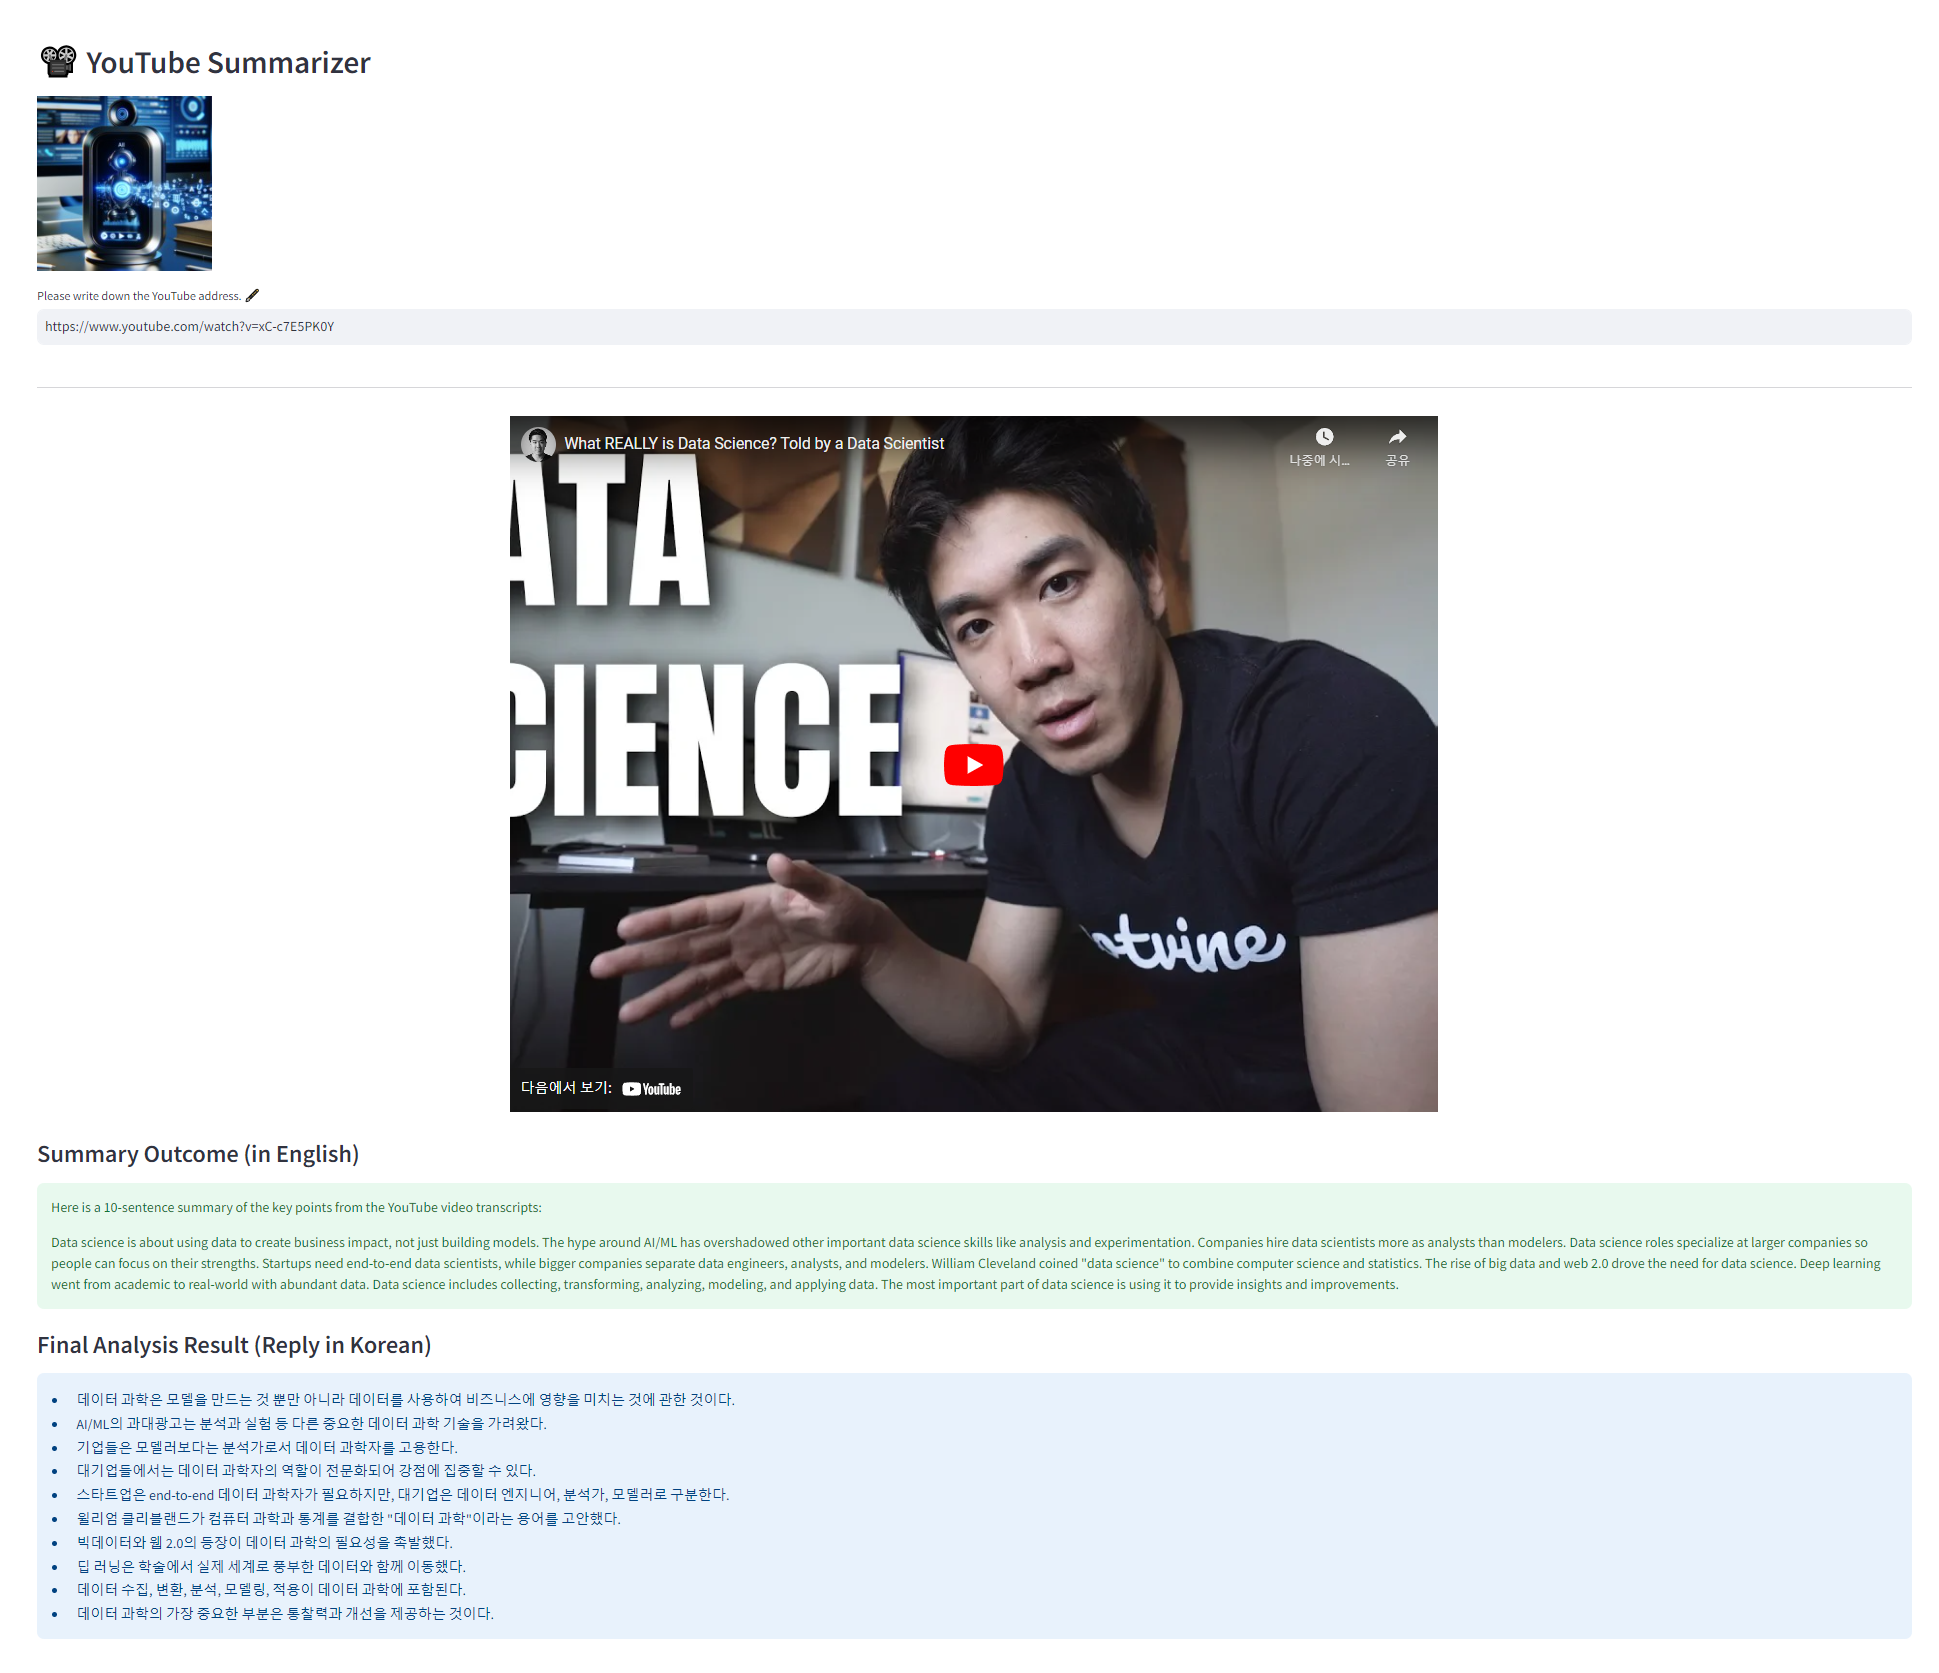 YouTube Summarizer
AI
Please write down the YouTube address.
https://www.youtube.com/watch?v=xC-c7E5PK0Y
What REALLY is Data Science? Told by a Data Scientist
나중에 시...
공유
ATA
CIENCE
otvine
다음에서 보기: YouTube
Summary Outcome (in English)
Here is a 10-sentence summary of the key points from the YouTube video transcripts:
Data science is about using data to create business impact, not just building models. The hype around AI/ML has overshadowed other important data science skills like analysis and experimentation. Companies hire data scientists more as analysts than modelers. Data science roles specialize at larger companies so
people can focus on their strengths. Startups need end-to-end data scientists, while bigger companies separate data engineers, analysts, and modelers. William Cleveland coined "data science" to combine computer science and statistics. The rise of big data and web 2.0 drove the need for data science. Deep learning
went from academic to real-world with abundant data. Data science includes collecting, transforming, analyzing, modeling, and applying data. The most important part of data science is using it to provide insights and improvements.
Final Analysis Result (Reply in Korean)
• 데이터 과학은 모델을 만드는 것 뿐만 아니라 데이터를 사용하여 비즈니스에 영향을 미치는 것에 관한 것이다.
• AI/ML의 과대광고는 분석과 실험 등 다른 중요한 데이터 과학 기술을 가려왔다.
• 기업들은 모델러보다는 분석가로서 데이터 과학자를 고용한다.
• 대기업들에서는 데이터 과학자의 역할이 전문화되어 강점에 집중할 수 있다.
• 스타트업은 end-to-end 데이터 과학자가 필요하지만, 대기업은 데이터 엔지니어, 분석가, 모델러로 구분한다.
• 윌리엄 클리블랜드가 컴퓨터 과학과 통계를 결합한 "데이터 과학"이라는 용어를 고안했다.
• 빅데이터와 웹 2.0의 등장이 데이터 과학의 필요성을 촉발했다.
• 딥 러닝은 학술에서 실제 세계로 풍부한 데이터와 함께 이동했다.
• 데이터 수집, 변환, 분석, 모델링, 적용이 데이터 과학에 포함된다.
• 데이터 과학의 가장 중요한 부분은 통찰력과 개선을 제공하는 것이다.